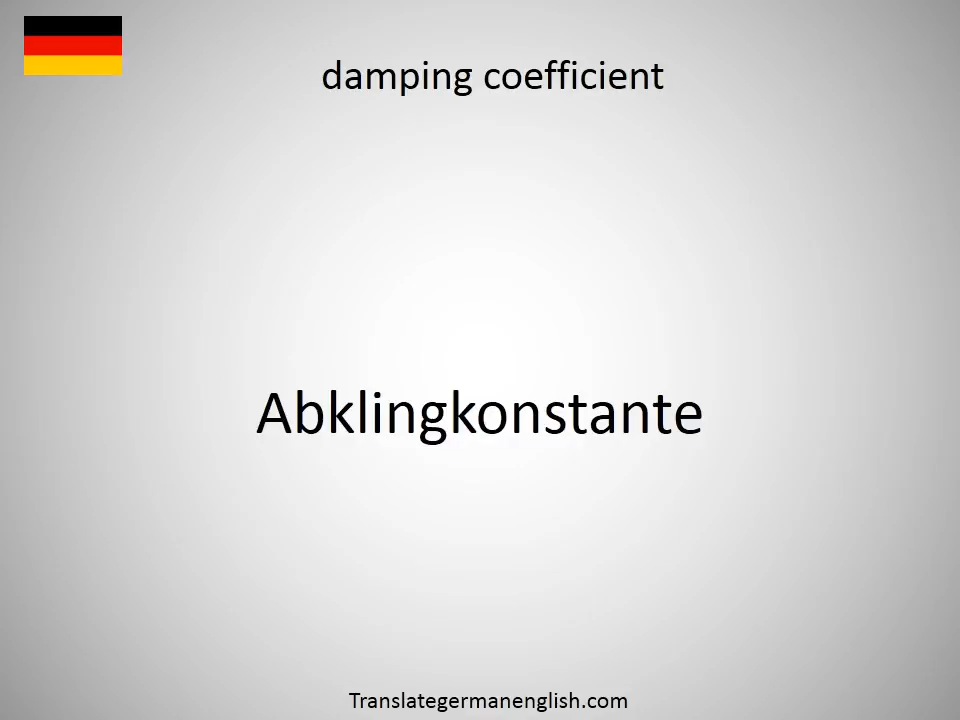 damping coefficient
Abklingkonstante
Translategermanenglish.com